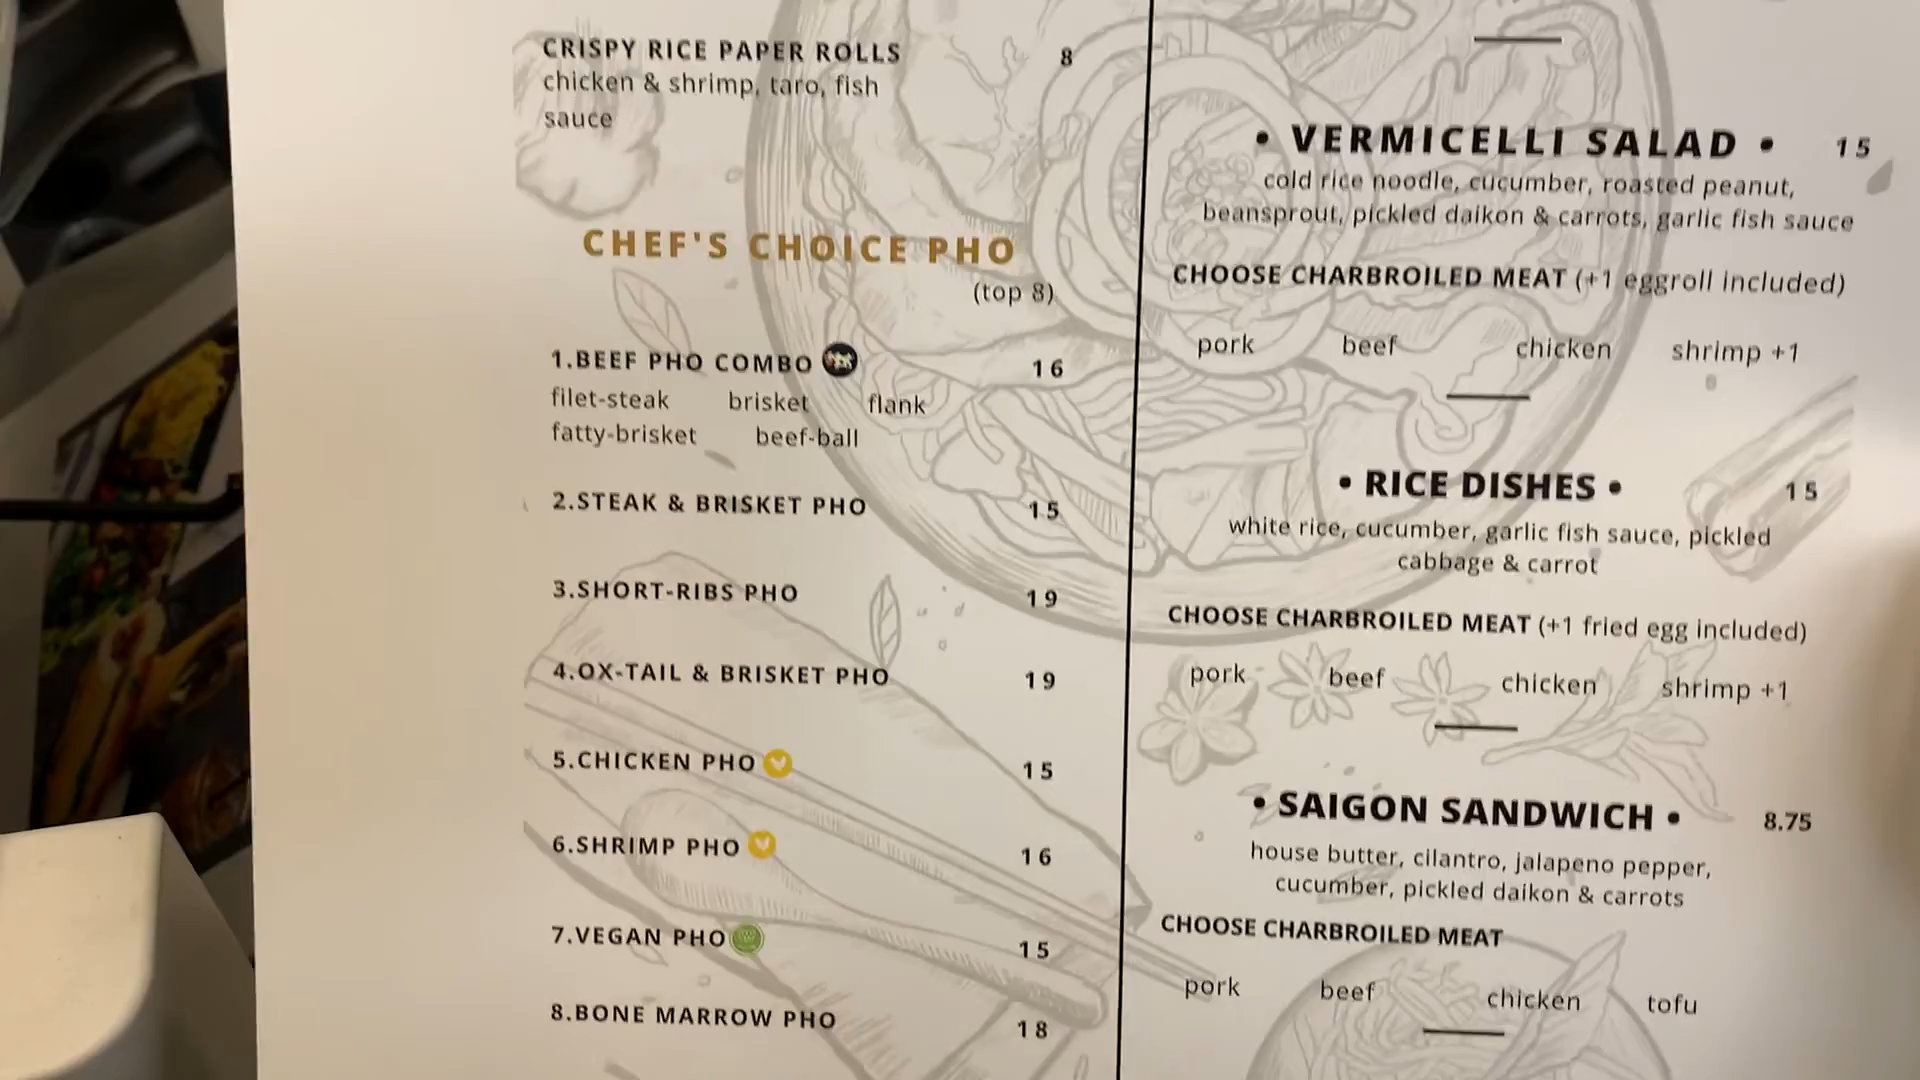 CRISPY RICE PAPER ROLLS 8
chicken & shrimp, taro, fish
sauce
CHEF'S CHOICE PHO
(top 8)
1.BEEF PHO COMBO 16
filet-steak brisket flank
fatty-brisket beef-ball
2.STEAK & BRISKET PHO 15
3.SHORT-RIBS PHO 19
4.OX-TAIL & BRISKET PHO 19
5.CHICKEN PHO 15
6.SHRIMP PHO 16
7.VEGAN PHO 15
8.BONE MARROW PHO 18
• VERMICELLI SALAD • 15
cold rice noodle, cucumber, roasted peanut,
beansprout, pickled daikon & carrots, garlic fish sauce
CHOOSE CHARBROILED MEAT (+1 eggroll included)
pork beef chicken shrimp +1
• RICE DISHES • 15
white rice, cucumber, garlic fish sauce, pickled
cabbage & carrot
CHOOSE CHARBROILED MEAT (+1 fried egg included)
pork beef chicken shrimp +1
• SAIGON SANDWICH • 8.75
house butter, cilantro, jalapeno pepper,
cucumber, pickled daikon & carrots
CHOOSE CHARBROILED MEAT
pork beef chicken tofu